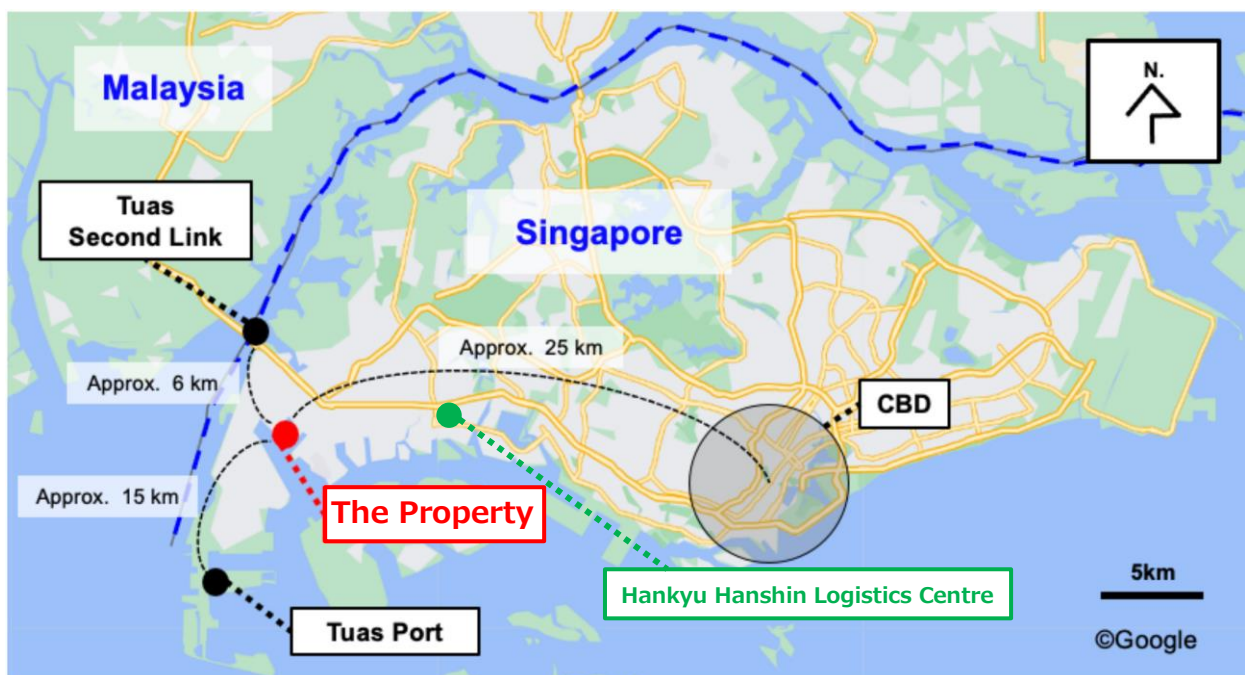 Malaysia
N.
Tuas
Second Link
Singapore
Approx. 25 km
Approx. 6 km
CBD
Approx. 15 km
The Property
5km
Hankyu Hanshin Logistics Centre
Tuas Port
©Google